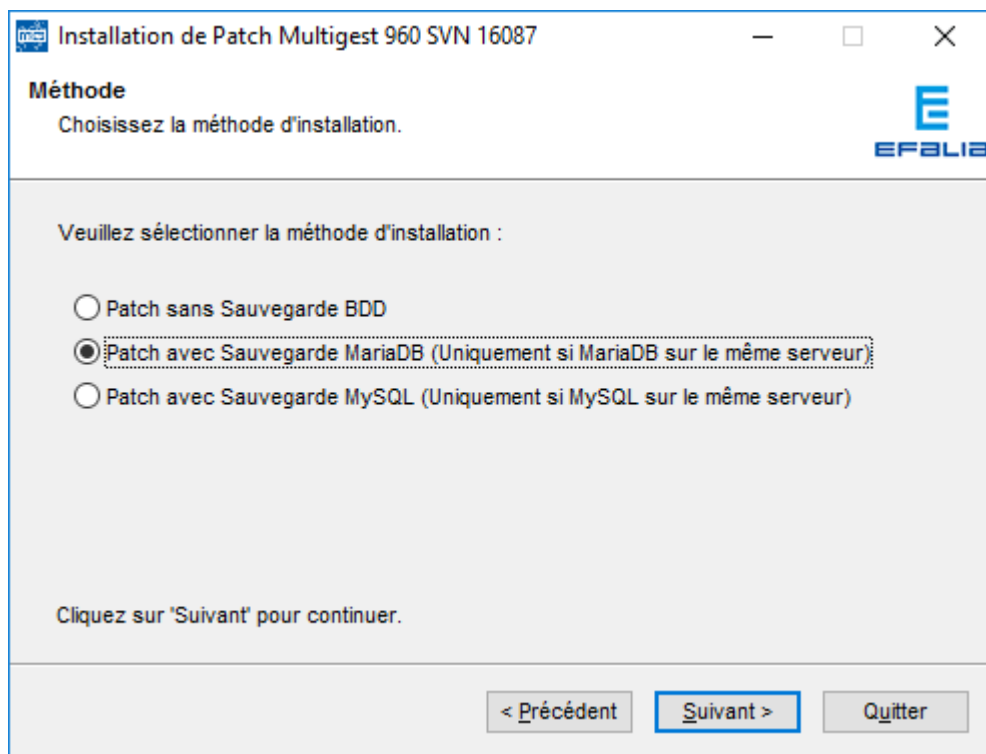 Installation de Patch Multigest 960 SVN 16087
Méthode
Choisissez la méthode d'installation.
EFALIA
Veuillez sélectionner la méthode d'installation :
Patch sans Sauvegarde BDD
Patch avec Sauvegarde MariaDB (Uniquement si MariaDB sur le même serveur)
Patch avec Sauvegarde MySQL (Uniquement si MySQL sur le même serveur)
Cliquez sur 'Suivant' pour continuer.
< Précédent
Suivant >
Quitter